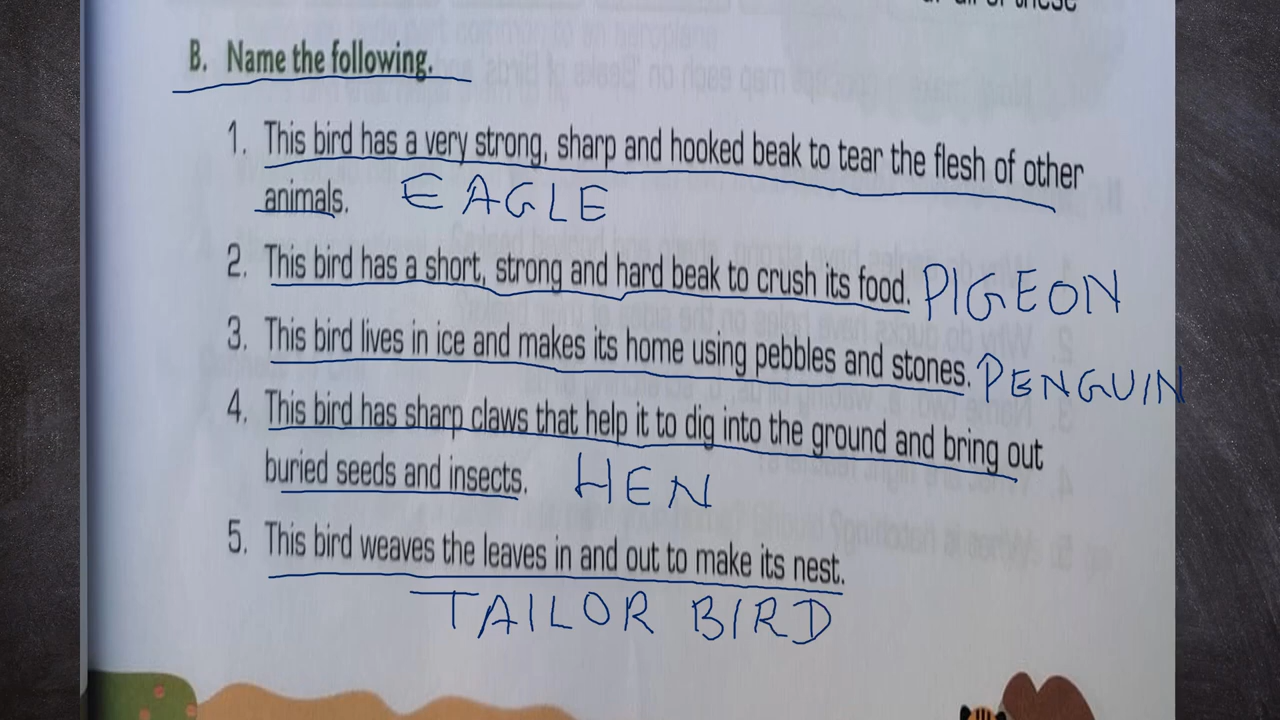 B. Name the following.
1. This bird has a very strong, sharp and hooked beak to tear the flesh of other
animals. EAGLE
2. This bird has a short, strong and hard beak to crush its food. PIGEON
3. This bird lives in ice and makes its home using pebbles and stones. PENGUIN
4. This bird has sharp claws that help it to dig into the ground and bring out
buried seeds and insects. HEN
5. This bird weaves the leaves in and out to make its nest.
TAILOR BIRD